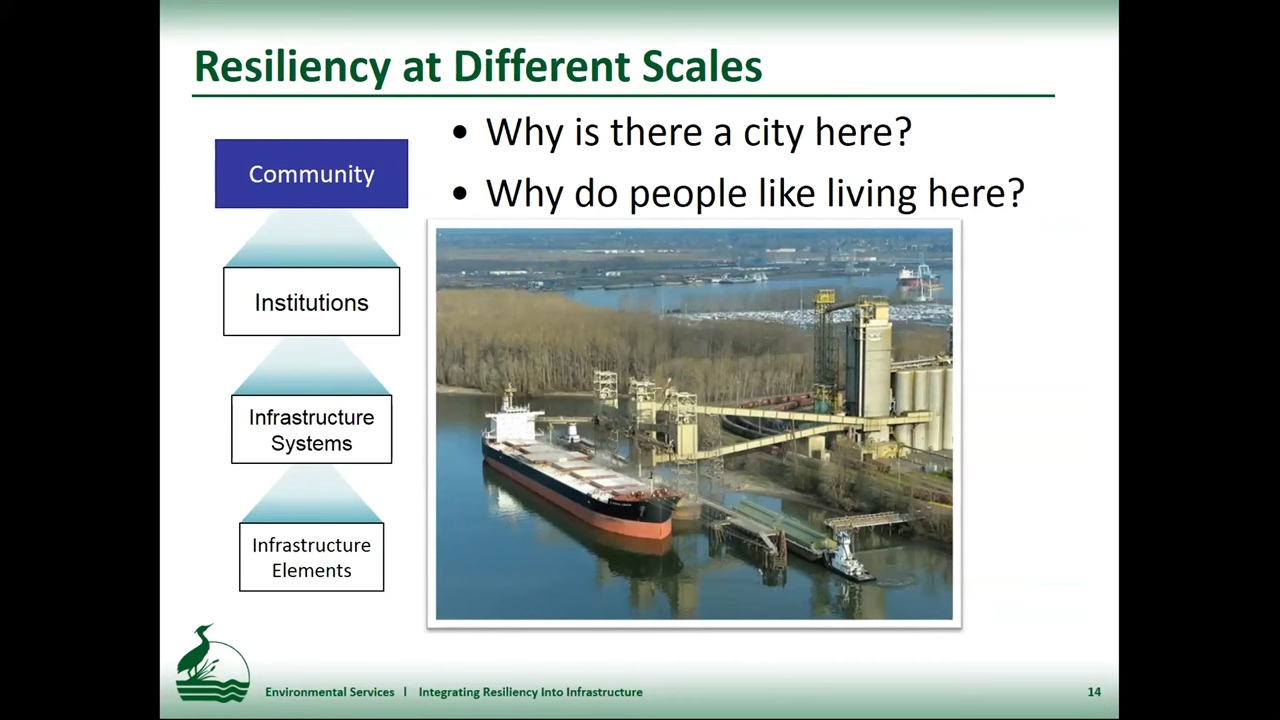 Resiliency at Different Scales
• Why is there a city here?
• Why do people like living here?
Community
Institutions
Infrastructure
Systems
Infrastructure
Elements
Environmental Services | Integrating Resiliency Into Infrastructure
14